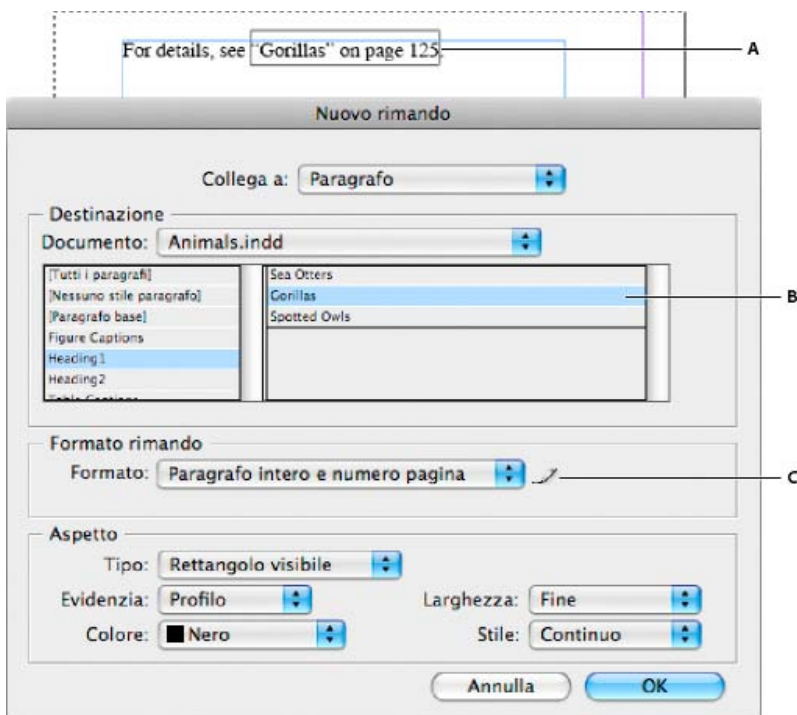 For details, see “Gorillas” on page 125.
A
Nuovo rimando
Collega a: Paragrafo
Destinazione
Documento: Animals.indd
[Tutti i paragrafi]
[Nessuno stile paragrafo]
[Paragrafo base]
Figure Captions
Heading1
Heading2
Table Captions
Sea Otters
Gorillas
Spotted Owls
B
Formato rimando
Formato: Paragrafo intero e numero pagina
C
Aspetto
Tipo: Rettangolo visibile
Evidenzia: Profilo Larghezza: Fine
Colore: Nero Stile: Continuo
Annulla OK